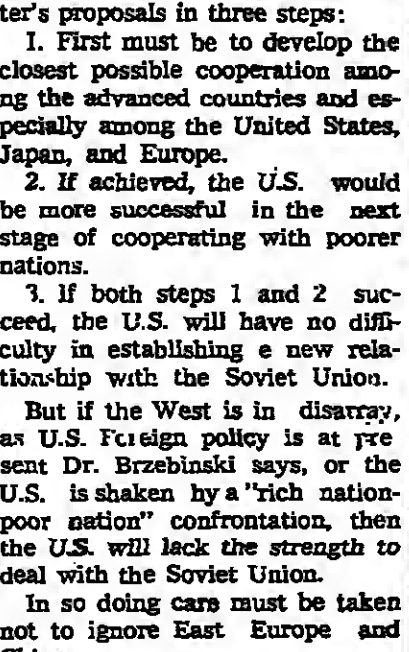 ter's proposals in three steps:
I. First must be to develop the
closest possible cooperation amo-
ng the advanced countries and es-
pecially among the United States,
Japan, and Europe.
2. If achieved, the U.S. would
be more successful in the next
stage of cooperating with poorer
nations.
3. If both steps 1 and 2 suc-
ceed, the U.S. will have no diffi-
culty in establishing e new rela-
tionship with the Soviet Union.
But if the West is in disarray,
as U.S. Foreign policy is at pre
sent Dr. Brzebinski says, or the
U.S. is shaken by a "rich nation-
poor nation" confrontation, then
the U.S. will lack the strength to
deal with the Soviet Union.
In so doing care must be taken
not to ignore East Europe and